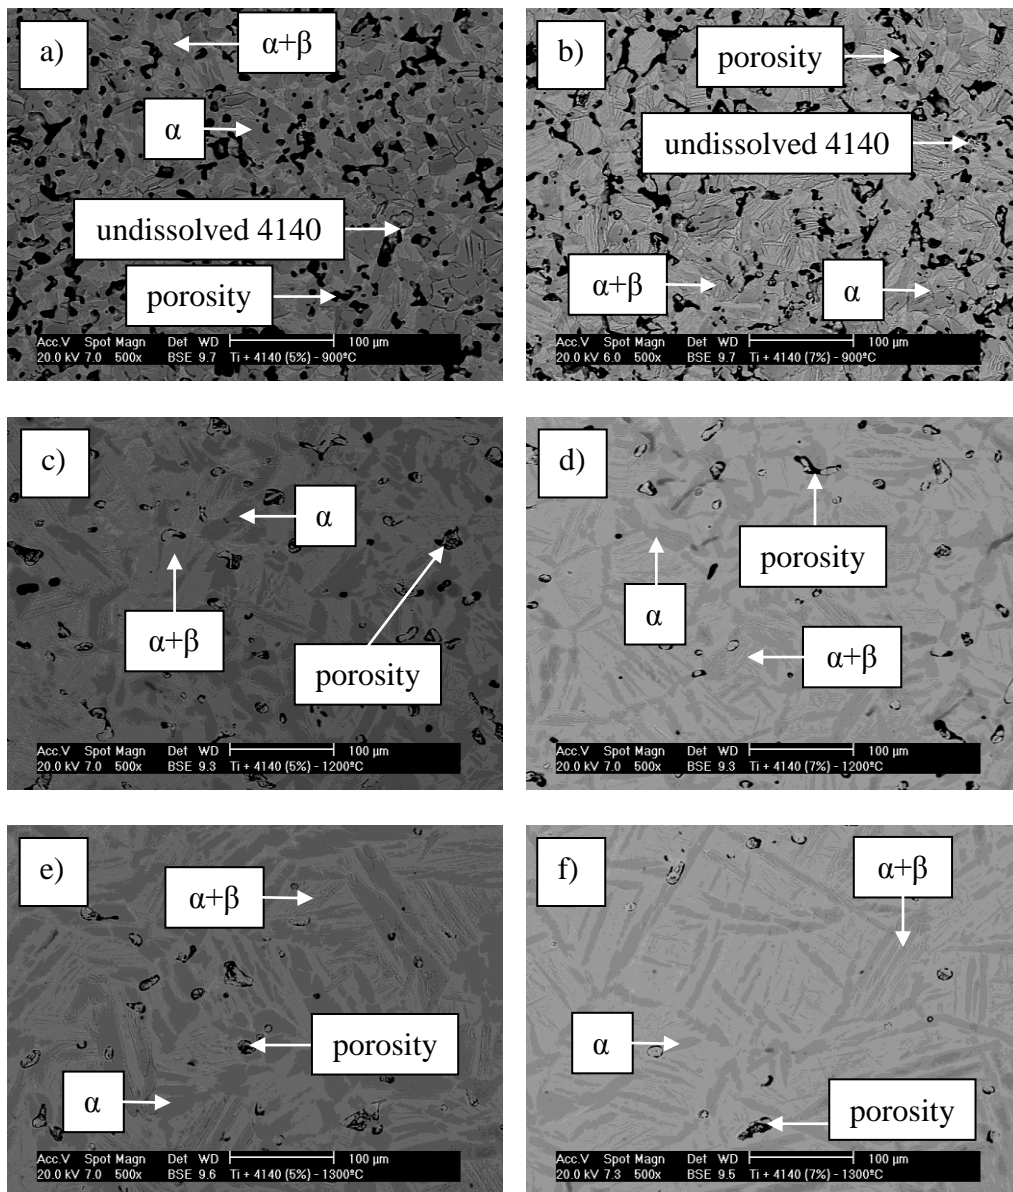 a)
α+β
α
undissolved 4140
porosity
Acc.V Spot Magn Det WD 100 µm
20.0 kV 7.0 500x BSE 9.7 Ti + 4140 (5%) - 900ºC
b)
porosity
undissolved 4140
α+β
α
Acc.V Spot Magn Det WD 100 µm
20.0 kV 6.0 500x BSE 9.7 Ti + 4140 (7%) - 900ºC
c)
α
α+β
porosity
Acc.V Spot Magn Det WD 100 µm
20.0 kV 7.0 500x BSE 9.3 Ti + 4140 (5%) - 1200ºC
d)
porosity
α
α+β
Acc.V Spot Magn Det WD 100 µm
20.0 kV 7.0 500x BSE 9.3 Ti + 4140 (7%) - 1200ºC
e)
α+β
porosity
α
Acc.V Spot Magn Det WD 100 µm
20.0 kV 7.0 500x BSE 9.6 Ti + 4140 (5%) - 1300ºC
f)
α+β
α
porosity
Acc.V Spot Magn Det WD 100 µm
20.0 kV 7.3 500x BSE 9.5 Ti + 4140 (7%) - 1300ºC